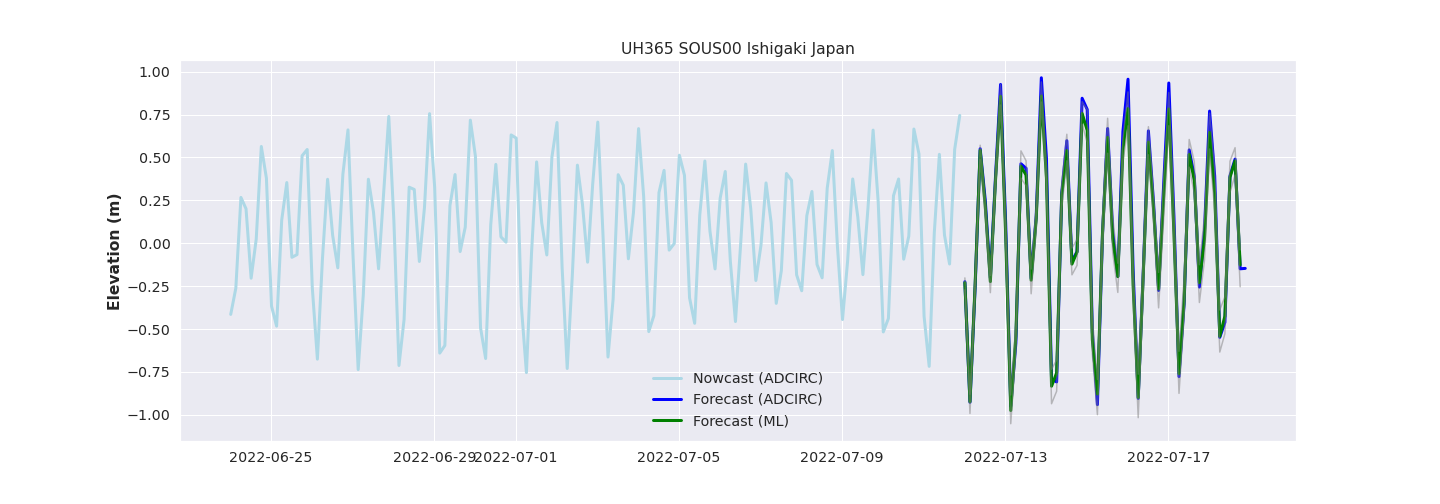 UH365 SOUS00 Ishigaki Japan
Elevation (m)
1.00
0.75
0.50
0.25
0.00
−0.25
−0.50
−0.75
−1.00
Nowcast (ADCIRC)
Forecast (ADCIRC)
Forecast (ML)
2022-06-25 2022-06-29 2022-07-01 2022-07-05 2022-07-09 2022-07-13 2022-07-17